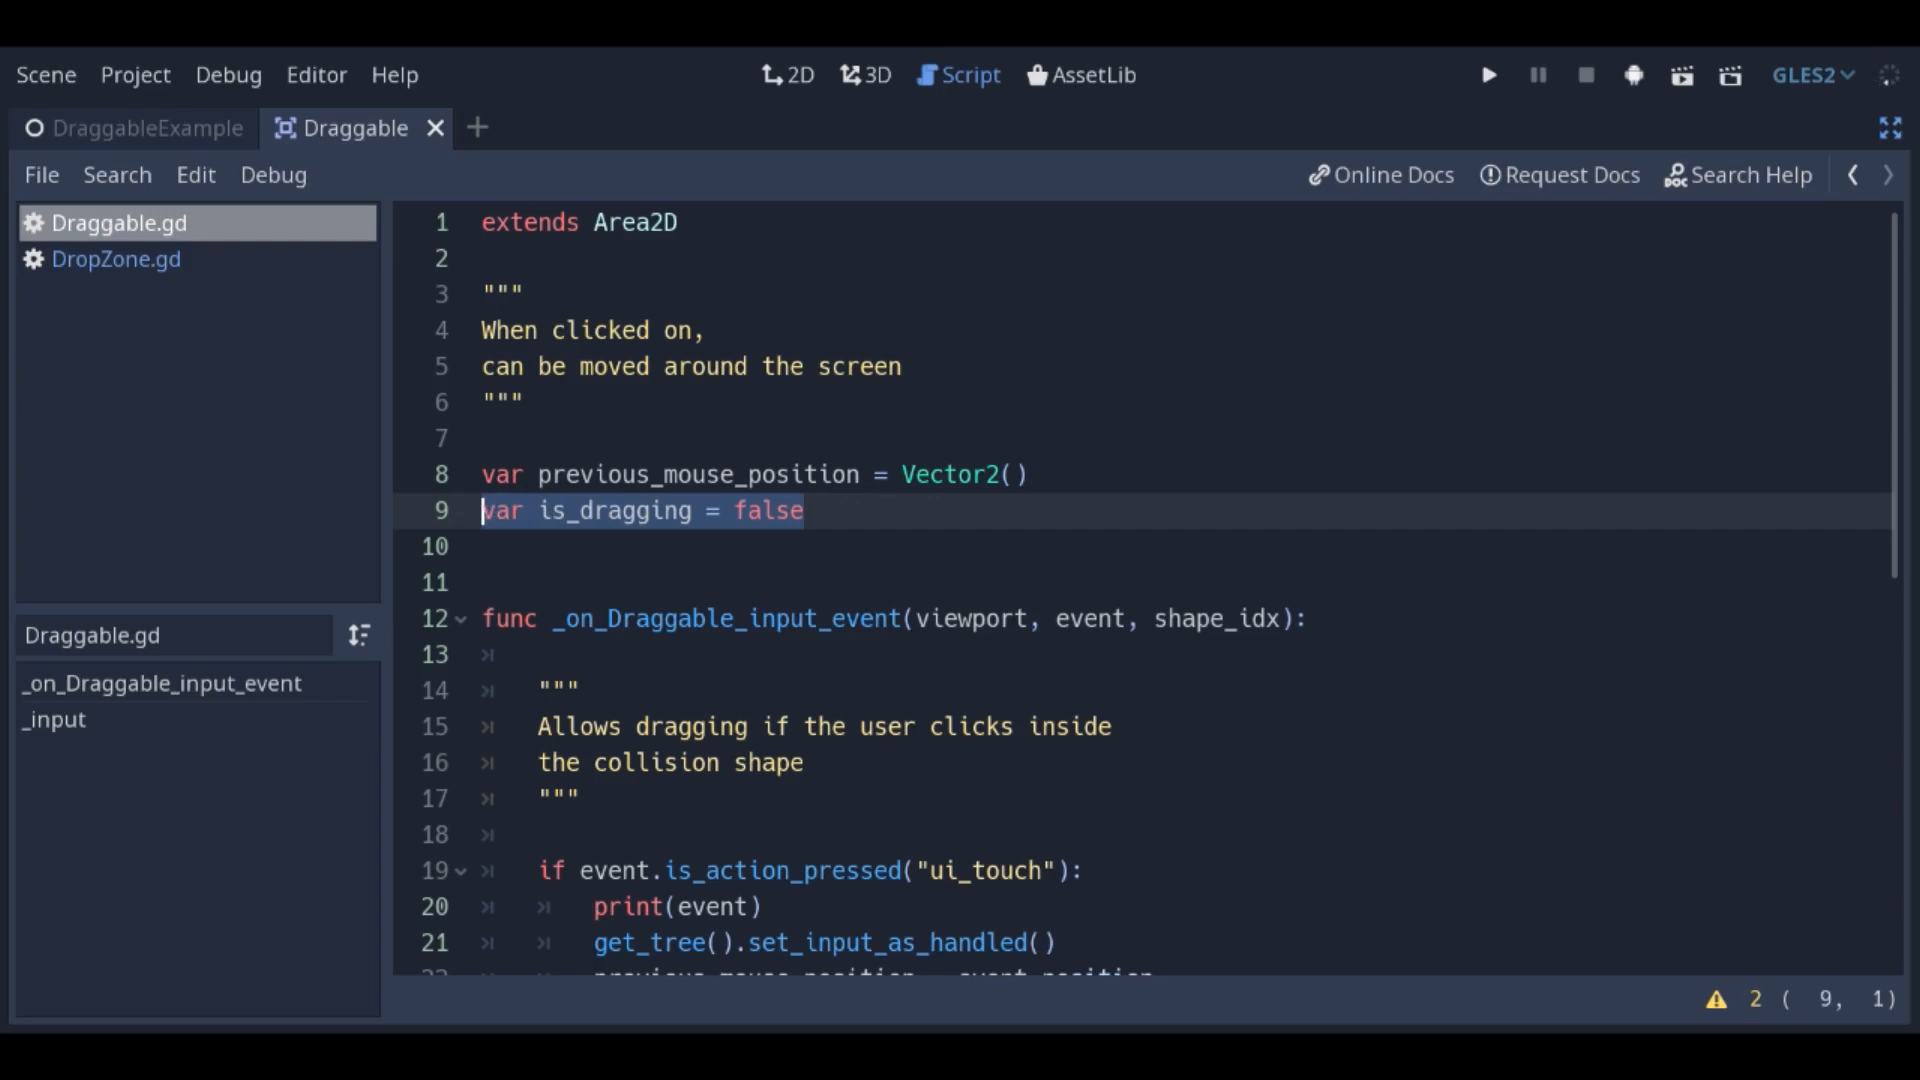 Scene Project Debug Editor Help 2D 3D Script AssetLib GLES2
DraggableExample Draggable
File Search Edit Debug Online Docs Request Docs Search Help
Draggable.gd
DropZone.gd
Draggable.gd
_on_Draggable_input_event
_input
1 extends Area2D
2
3 """
4 When clicked on,
5 can be moved around the screen
6 """
7
8 var previous_mouse_position = Vector2()
9 var is_dragging = false
10
11
12 func _on_Draggable_input_event(viewport, event, shape_idx):
13
14 """
15 Allows dragging if the user clicks inside
16 the collision shape
17 """
18
19 if event.is_action_pressed("ui_touch"):
20 print(event)
21 get_tree().set_input_as_handled()
2 ( 9, 1)